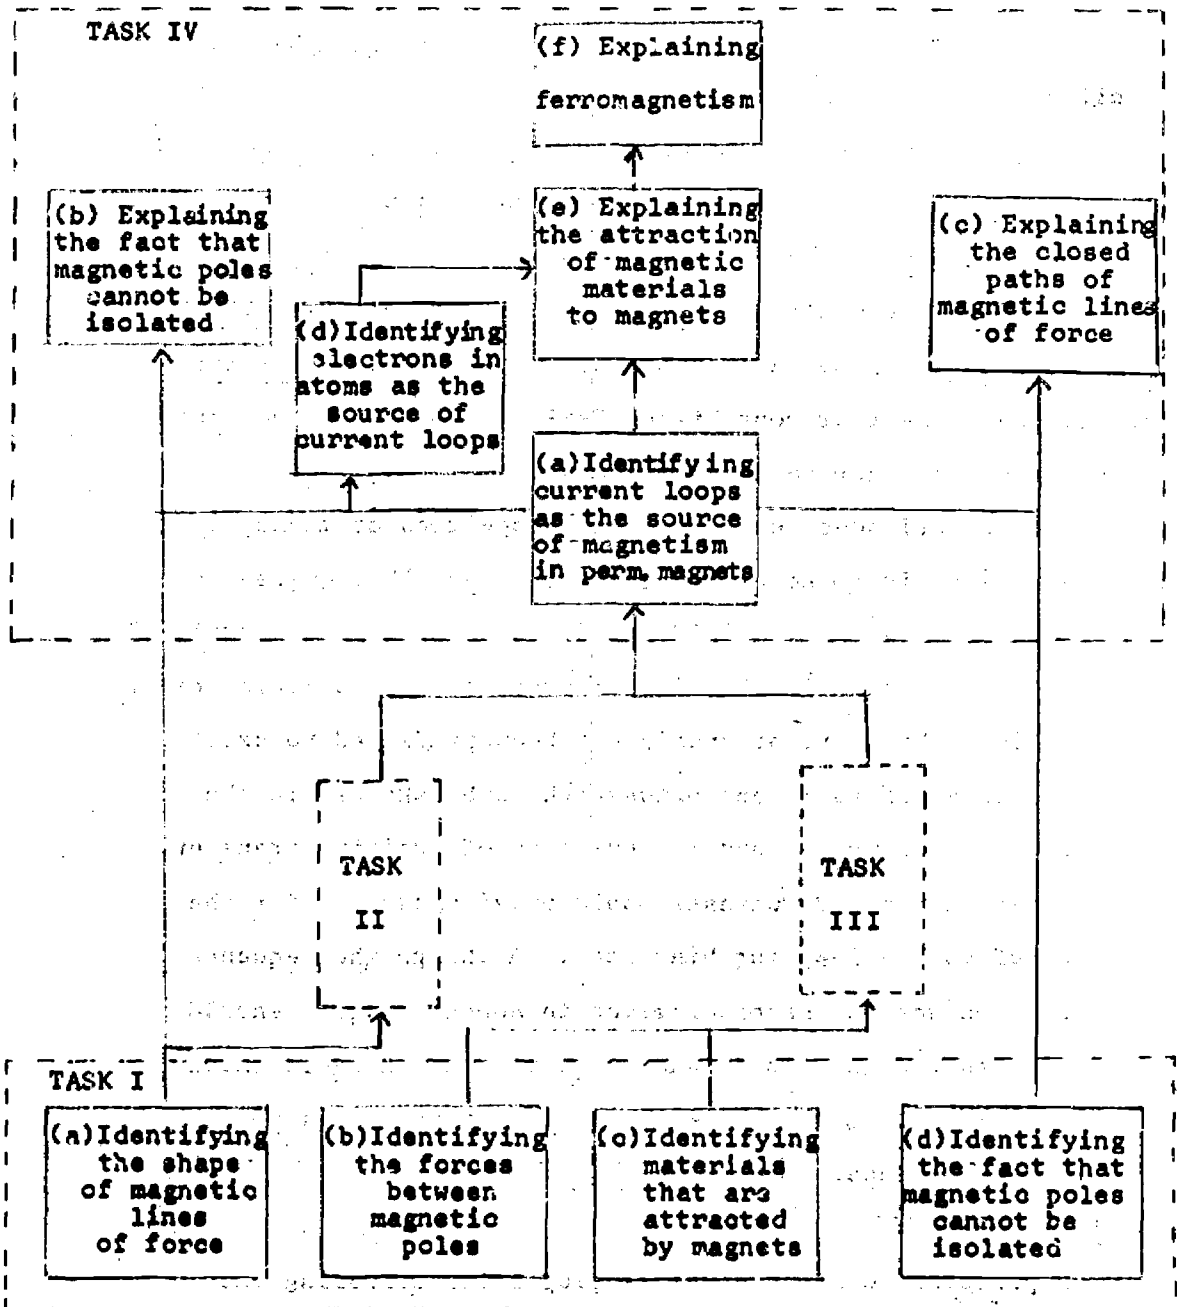 TASK IV
(f) Explaining
ferromagnetism
(b) Explaining
the fact that
magnetic poles
cannot be
isolated
(e) Explaining
the attraction
of magnetic
materials
to magnets
(c) Explaining
the closed
paths of
magnetic lines
of force
(d)Identifying
electrons in
atoms as the
source of
current loops
(a)Identifying
current loops
as the source
of magnetism
in perm. magnets
TASK
II
TASK
III
TASK I
(a)Identifying
the shape
of magnetic
lines
of force
(b)Identifying
the forces
between
magnetic
poles
(c)Identifying
materials
that are
attracted
by magnets
(d)Identifying
the fact that
magnetic poles
cannot be
isolated